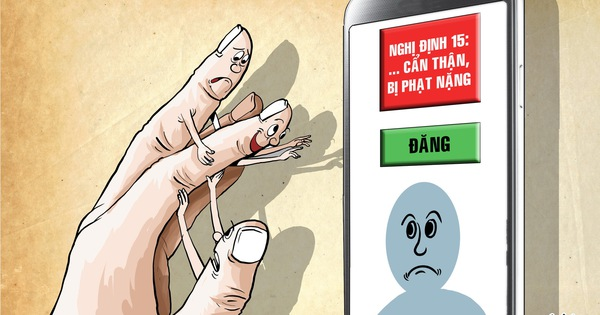 NGHỊ ĐỊNH 15:
... CẨN THẬN,
BỊ PHẠT NẶNG
ĐĂNG